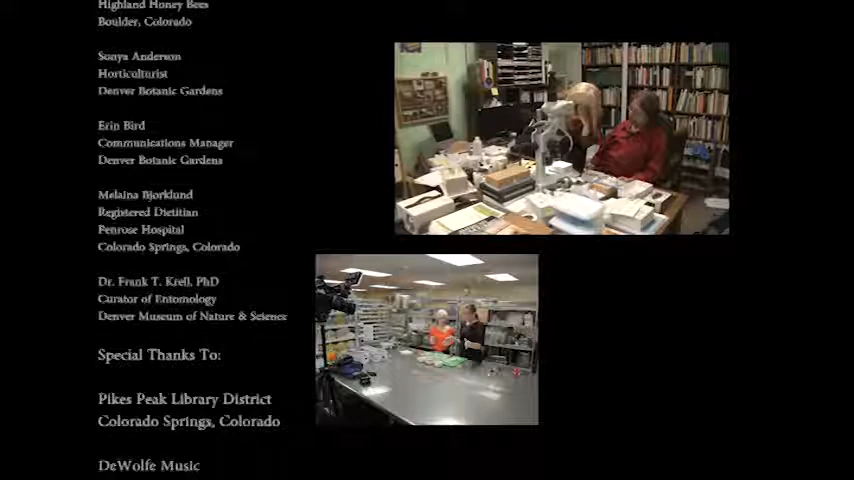 Highland Honey Bees
Boulder, Colorado
Sonya Anderson
Horticulturist
Denver Botanic Gardens
Erin Bird
Communications Manager
Denver Botanic Gardens
Melaina Bjorklund
Registered Dietitian
Penrose Hospital
Colorado Springs, Colorado
Dr. Frank T. Krell, PhD
Curator of Entomology
Denver Museum of Nature & Science
Special Thanks To:
Pikes Peak Library District
Colorado Springs, Colorado
DeWolfe Music